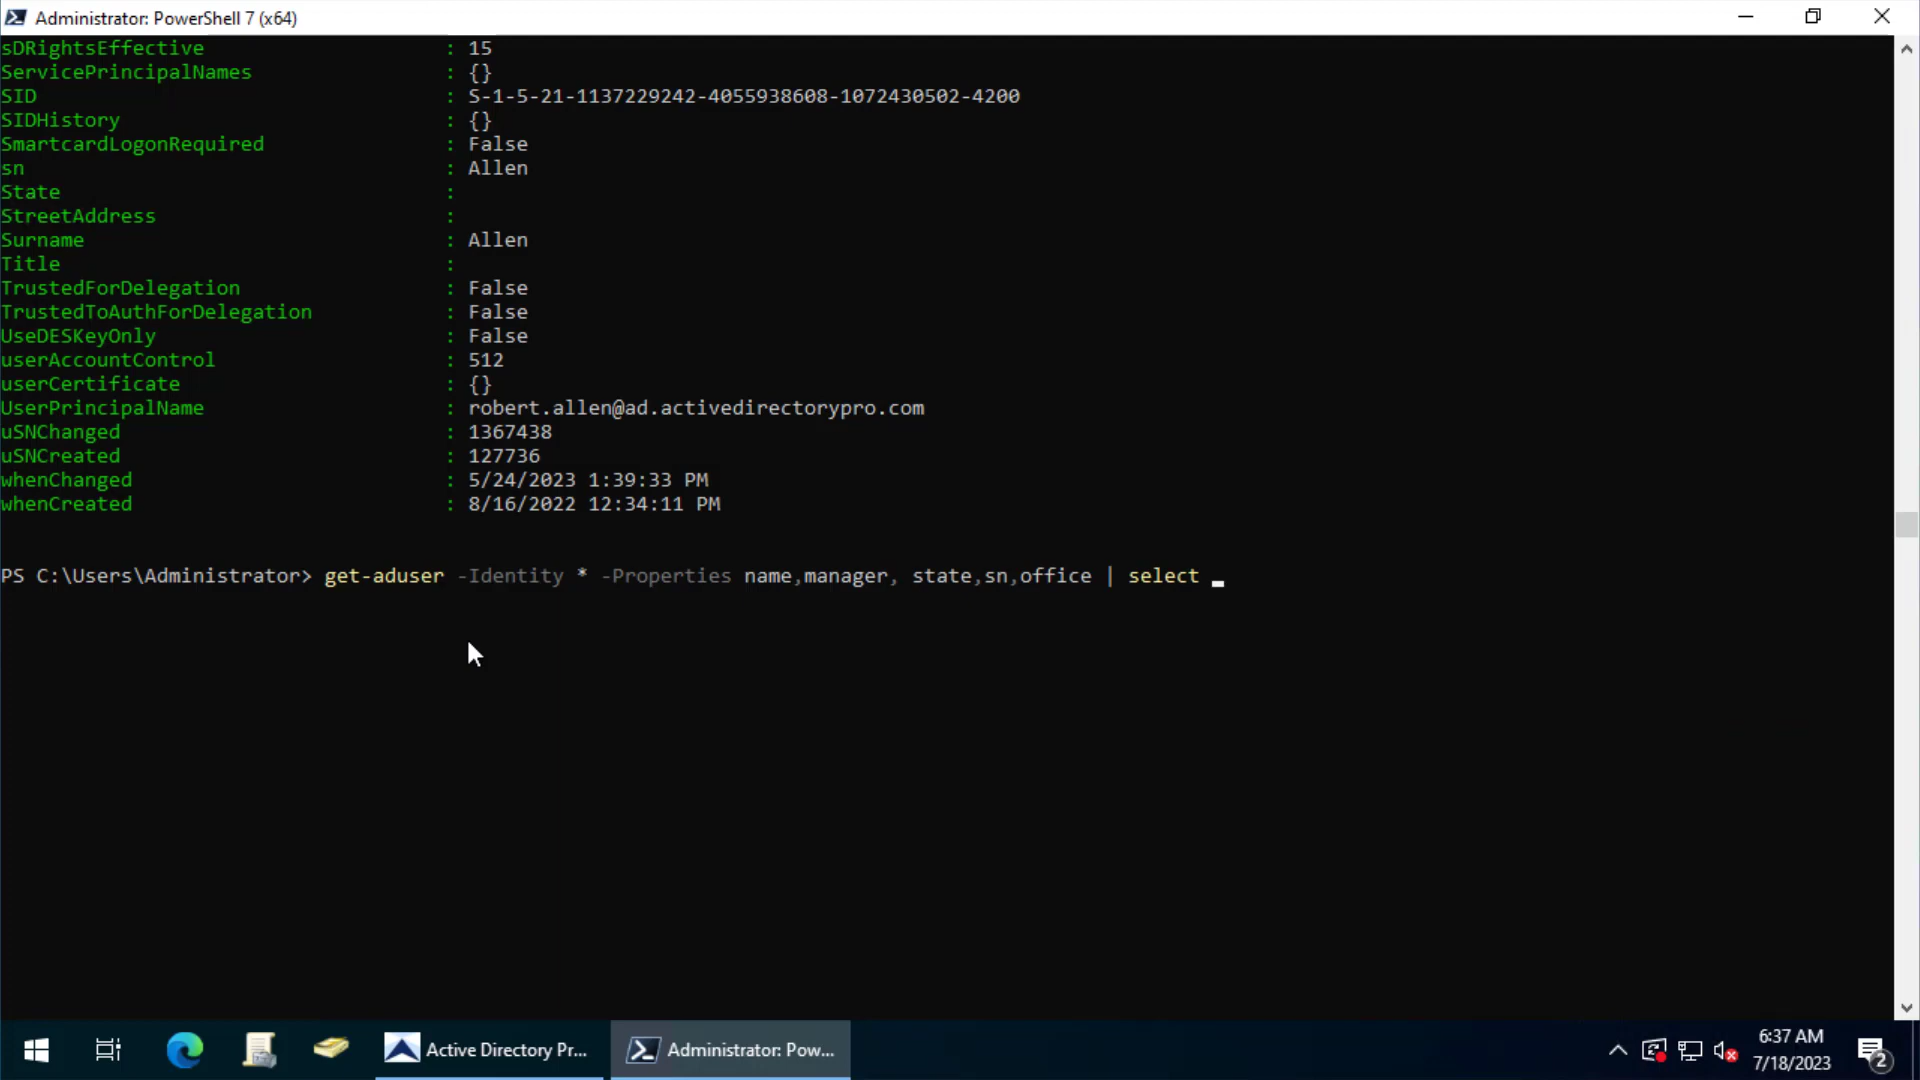 Administrator: PowerShell 7 (x64)
sDRightsEffective : 15
ServicePrincipalNames : {}
SID : S-1-5-21-1137229242-4055938608-1072430502-4200
SIDHistory : {}
SmartcardLogonRequired : False
sn : Allen
State :
StreetAddress :
Surname : Allen
Title :
TrustedForDelegation : False
TrustedToAuthForDelegation : False
UseDESKeyOnly : False
userAccountControl : 512
userCertificate : {}
UserPrincipalName : robert.allen@ad.activedirectorypro.com
uSNChanged : 1367438
uSNCreated : 127736
whenChanged : 5/24/2023 1:39:33 PM
whenCreated : 8/16/2022 12:34:11 PM
PS C:\Users\Administrator> get-aduser -Identity * -Properties name,manager, state,sn,office | select _
Active Directory Pr...
Administrator: Pow...
6:37 AM
7/18/2023
2